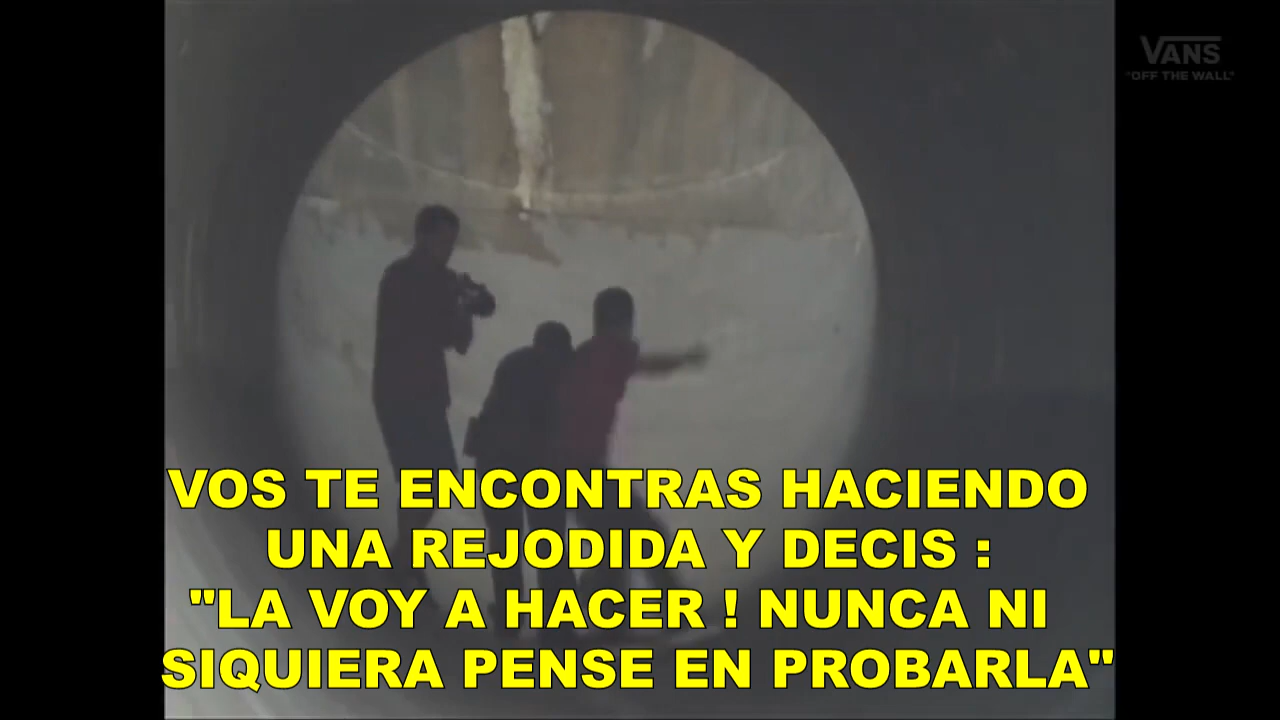 VANS
"OFF THE WALL"
VOS TE ENCONTRAS HACIENDO
UNA REJODIDA Y DECIS :
"LA VOY A HACER ! NUNCA NI
SIQUIERA PENSE EN PROBARLA"